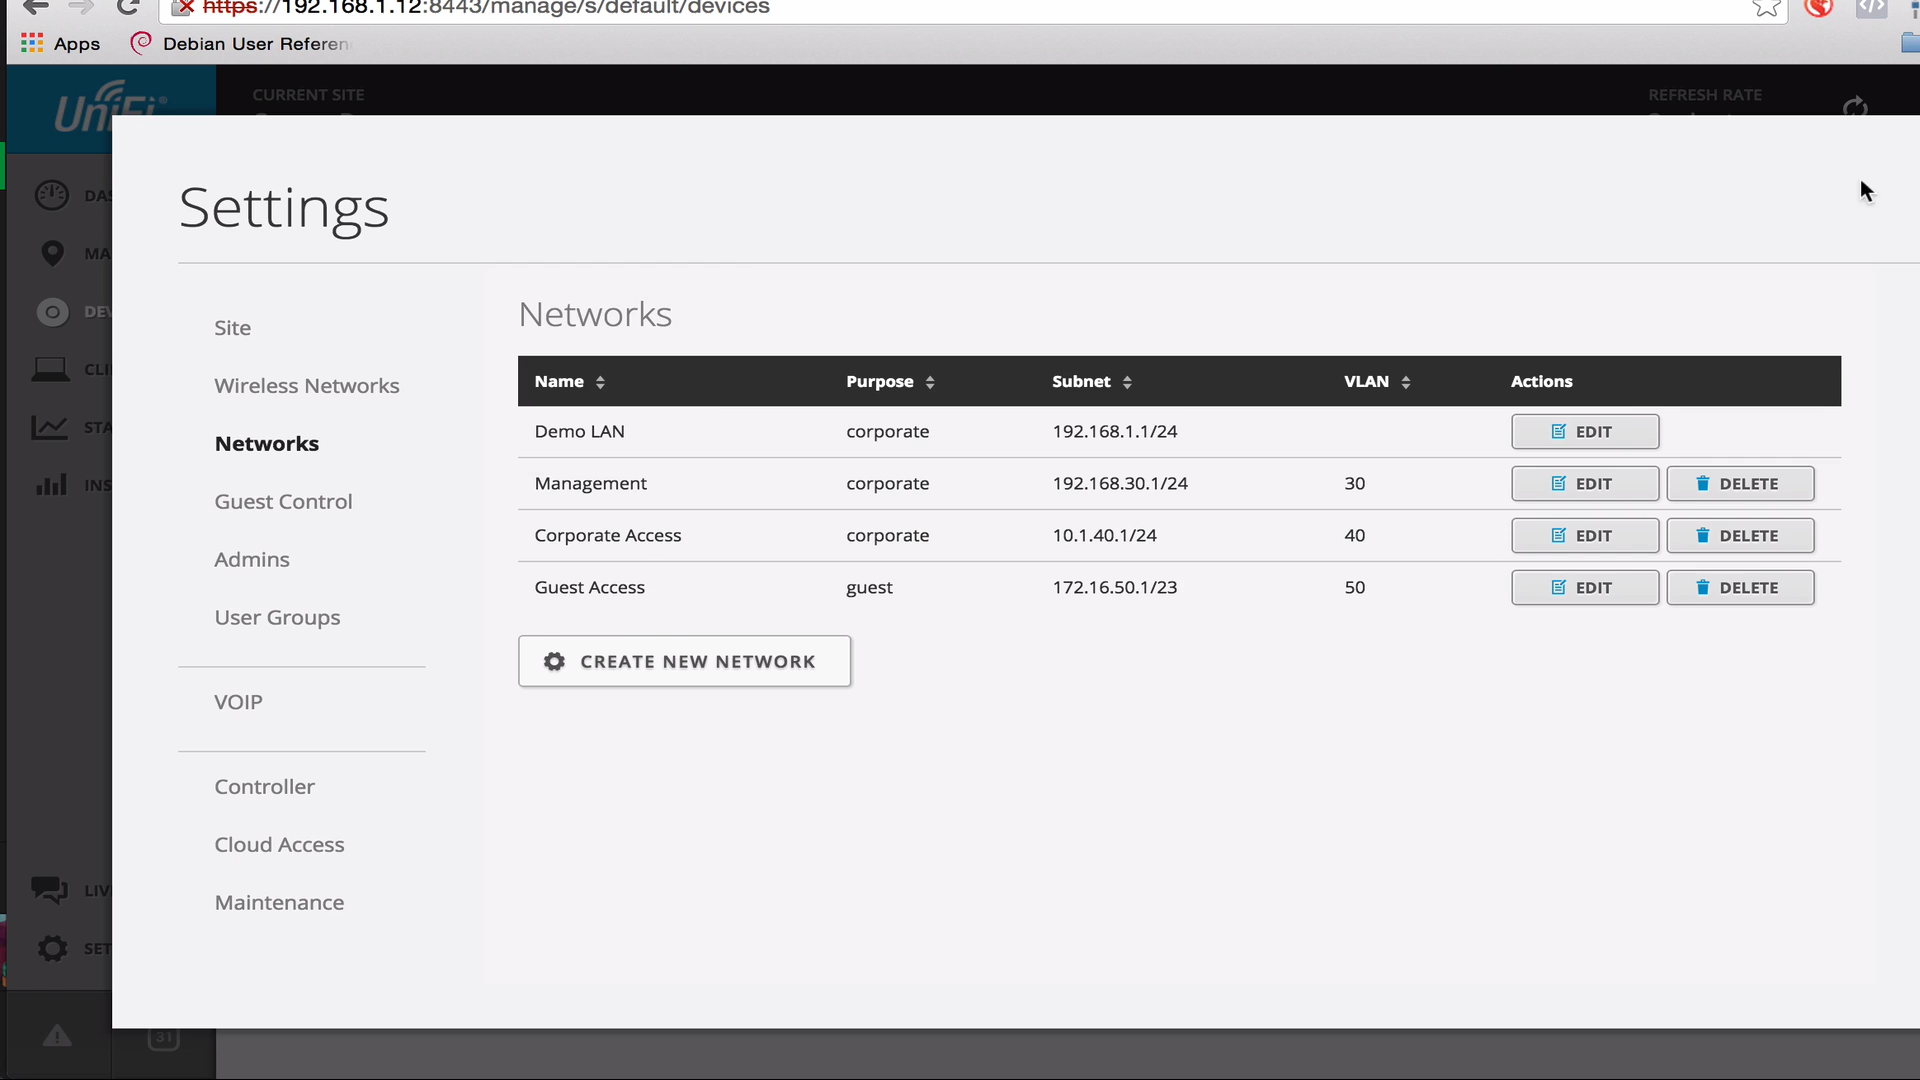 https://192.168.1.12:8443/manage/s/default/devices
Apps Debian User Referen
UniFi
CURRENT SITE
REFRESH RATE
Settings
DAS
MA
DEV
CLI
STA
INS
LIV
SET
31
Site
Wireless Networks
Networks
Guest Control
Admins
User Groups
VOIP
Controller
Cloud Access
Maintenance
Networks
Name Purpose Subnet VLAN Actions
Demo LAN corporate 192.168.1.1/24 EDIT
Management corporate 192.168.30.1/24 30 EDIT DELETE
Corporate Access corporate 10.1.40.1/24 40 EDIT DELETE
Guest Access guest 172.16.50.1/23 50 EDIT DELETE
CREATE NEW NETWORK